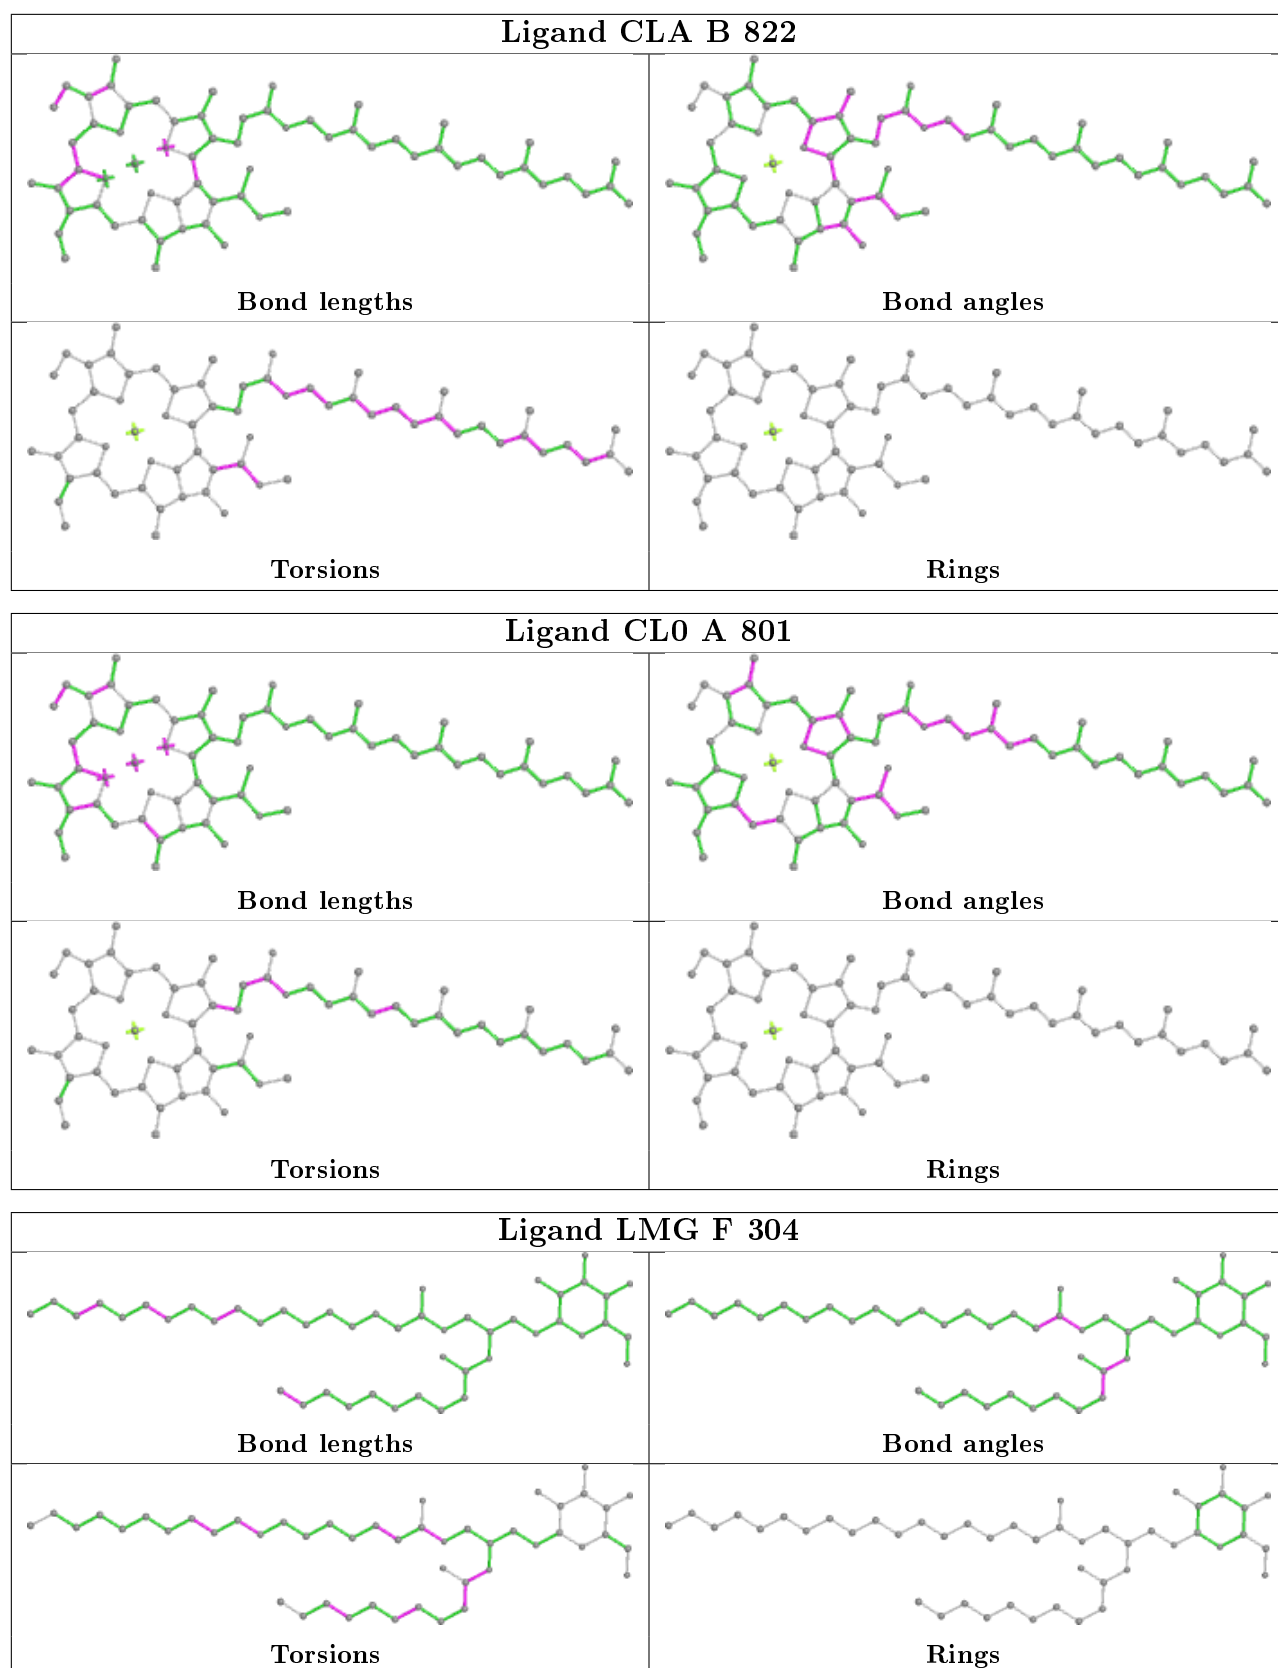 Ligand CLA B 822
Bond lengths
Bond angles
Torsions
Rings
Ligand CL0 A 801
Bond lengths
Bond angles
Torsions
Rings
Ligand LMG F 304
Bond lengths
Bond angles
Torsions
Rings